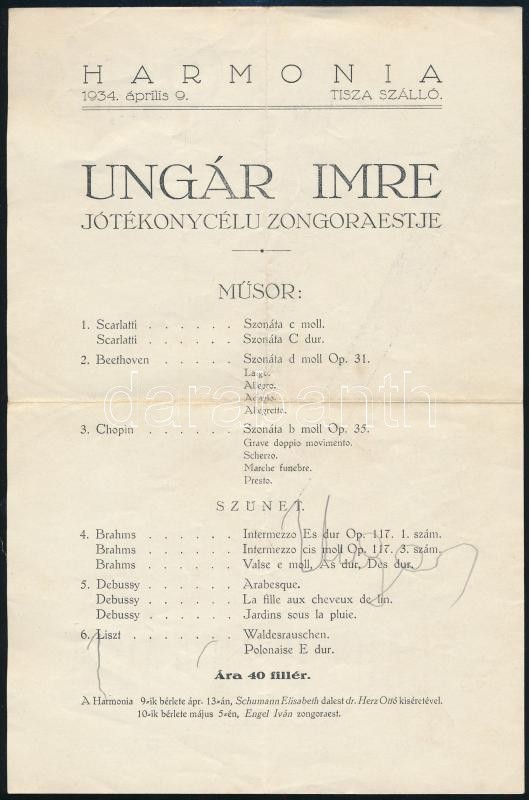 HARMONIA
1934. április 9. TISZA SZÁLLÓ.
UNGÁR IMRE
JÓTÉKONYCÉLU ZONGORAESTJE
MŰSOR:
1. Scarlatti . . . . . . Szonáta c moll.
Scarlatti . . . . . . Szonáta C dur.
2. Beethoven . . . . . Szonáta d moll Op. 31.
Largo.
Allegro.
Adagio.
Allegretto.
3. Chopin . . . . . . Szonáta b moll Op. 35.
Grave doppio movimento.
Scherzo.
Marche funebre.
Presto.
SZÜNET.
4. Brahms . . . . . . Intermezzo Es dur Op. 117. 1. szám.
Brahms . . . . . . Intermezzo cis moll Op. 117. 3. szám.
Brahms . . . . . . Valse e moll, As dur, Des dur.
5. Debussy . . . . . . Arabesque.
Debussy . . . . . . La fille aux cheveux de lin.
Debussy . . . . . . Jardins sous la pluie.
6. Liszt . . . . . . Waldesrauschen.
Polonaise E dur.
Ára 40 fillér.
A Harmonia 9-ik bérlete ápr. 13-án, Schumann Elisabeth dalest dr. Herz Ottó kiséretével.
10-ik bérlete május 5-én, Engel Iván zongoraest.
darabanth